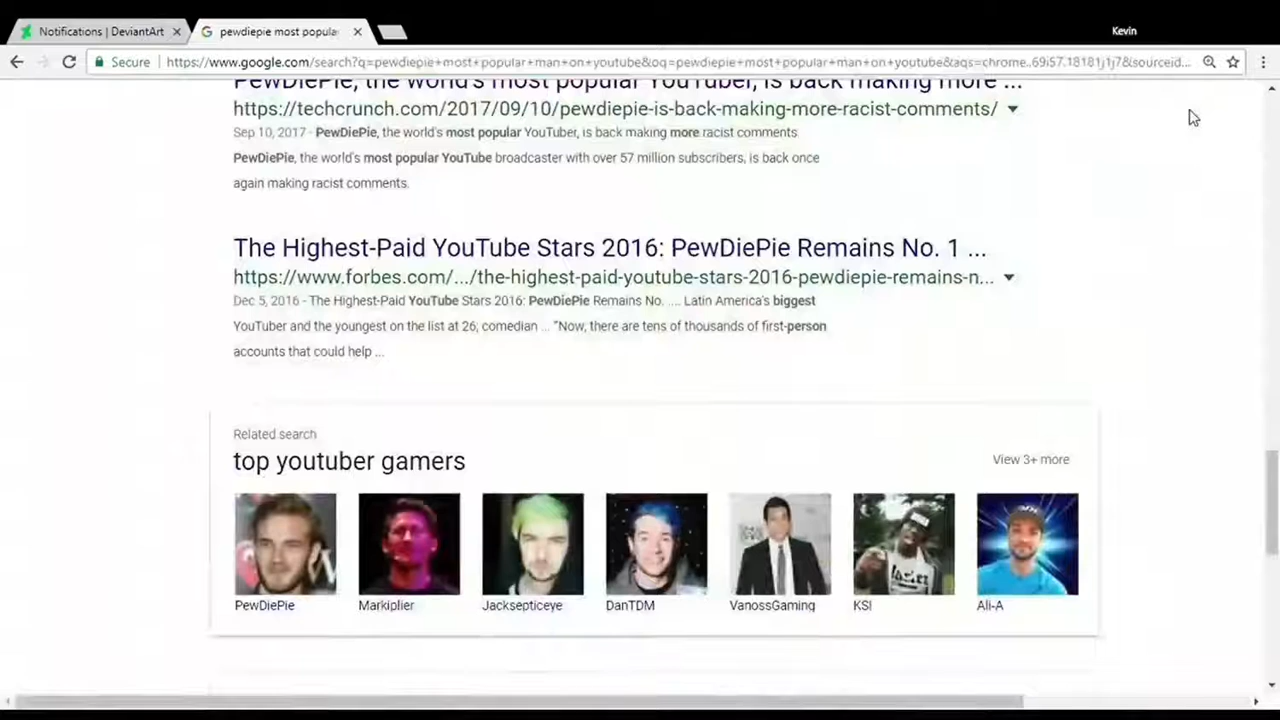 Notifications | DeviantArt
pewdiepie most popula
Kevin
Secure
https://www.google.com/search?q=pewdiepie+most+popular+man+on+youtube&oq=pewdiepie+most+popular+man+on+youtube&aqs=chrome..69i57.18181j1j7&sourceid...
PewDiePie, the world's most popular YouTuber, is back making more ...
https://techcrunch.com/2017/09/10/pewdiepie-is-back-making-more-racist-comments/
Sep 10, 2017 - PewDiePie, the world's most popular YouTuber, is back making more racist comments
PewDiePie, the world's most popular YouTube broadcaster with over 57 million subscribers, is back once
again making racist comments.
The Highest-Paid YouTube Stars 2016: PewDiePie Remains No. 1 ...
https://www.forbes.com/.../the-highest-paid-youtube-stars-2016-pewdiepie-remains-n...
Dec 5, 2016 - The Highest-Paid YouTube Stars 2016: PewDiePie Remains No. .... Latin America's biggest
YouTuber and the youngest on the list at 26; comedian ... "Now, there are tens of thousands of first-person
accounts that could help ...
Related search
top youtuber gamers
View 3+ more
PewDiePie
Markiplier
Jacksepticeye
DanTDM
VanossGaming
KSI
Ali-A